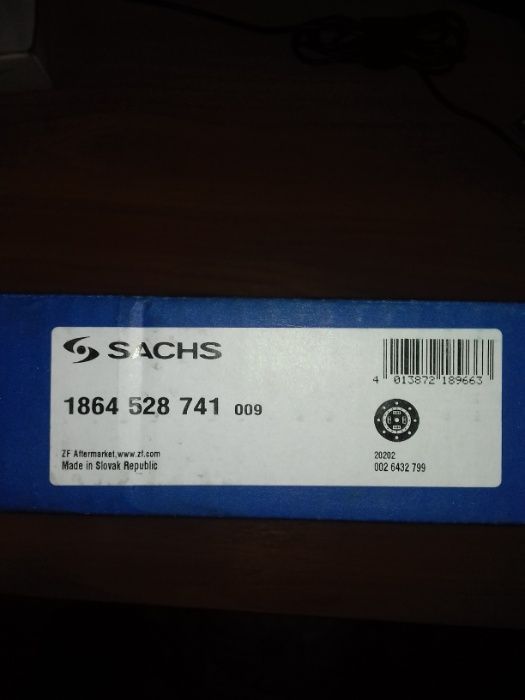 SACHS
4 013872 189663
1864 528 741 009
ZF Aftermarket,www.zf.com
Made in Slovak Republic
20202
002 6432 799